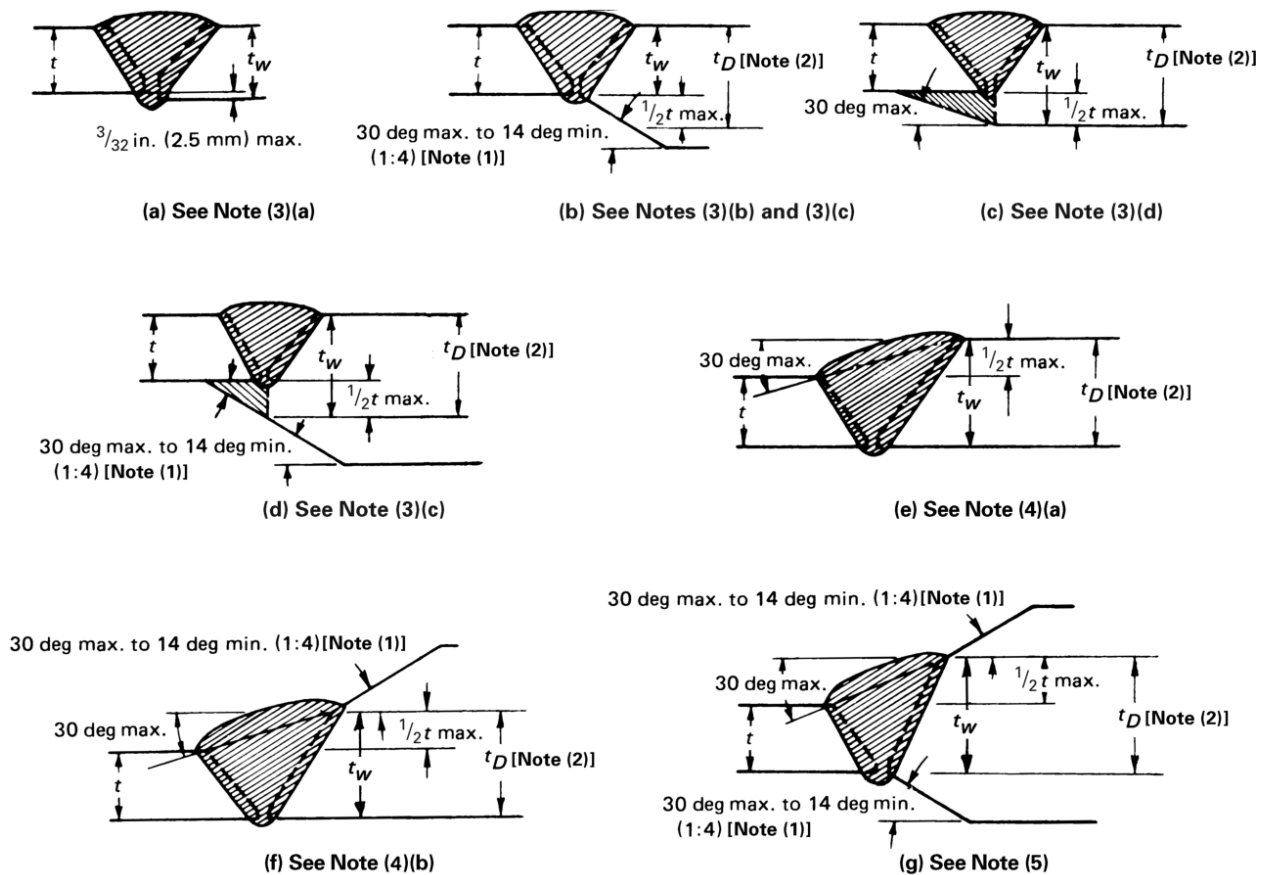 t
t_W
3/32 in. (2.5 mm) max.
(a) See Note (3)(a)
t
t_W
t_D [Note (2)]
1/2 t max.
30 deg max. to 14 deg min.
(1:4) [Note (1)]
(b) See Notes (3)(b) and (3)(c)
t
t_W
t_D [Note (2)]
30 deg max.
1/2 t max.
(c) See Note (3)(d)
t
t_W
t_D [Note (2)]
1/2 t max.
30 deg max. to 14 deg min.
(1:4) [Note (1)]
(d) See Note (3)(c)
30 deg max.
1/2 t max.
t
t_W
t_D [Note (2)]
(e) See Note (4)(a)
30 deg max. to 14 deg min. (1:4) [Note (1)]
30 deg max.
1/2 t max.
t
t_W
t_D [Note (2)]
(f) See Note (4)(b)
30 deg max. to 14 deg min. (1:4) [Note (1)]
30 deg max.
1/2 t max.
t
t_W
t_D [Note (2)]
30 deg max. to 14 deg min.
(1:4) [Note (1)]
(g) See Note (5)